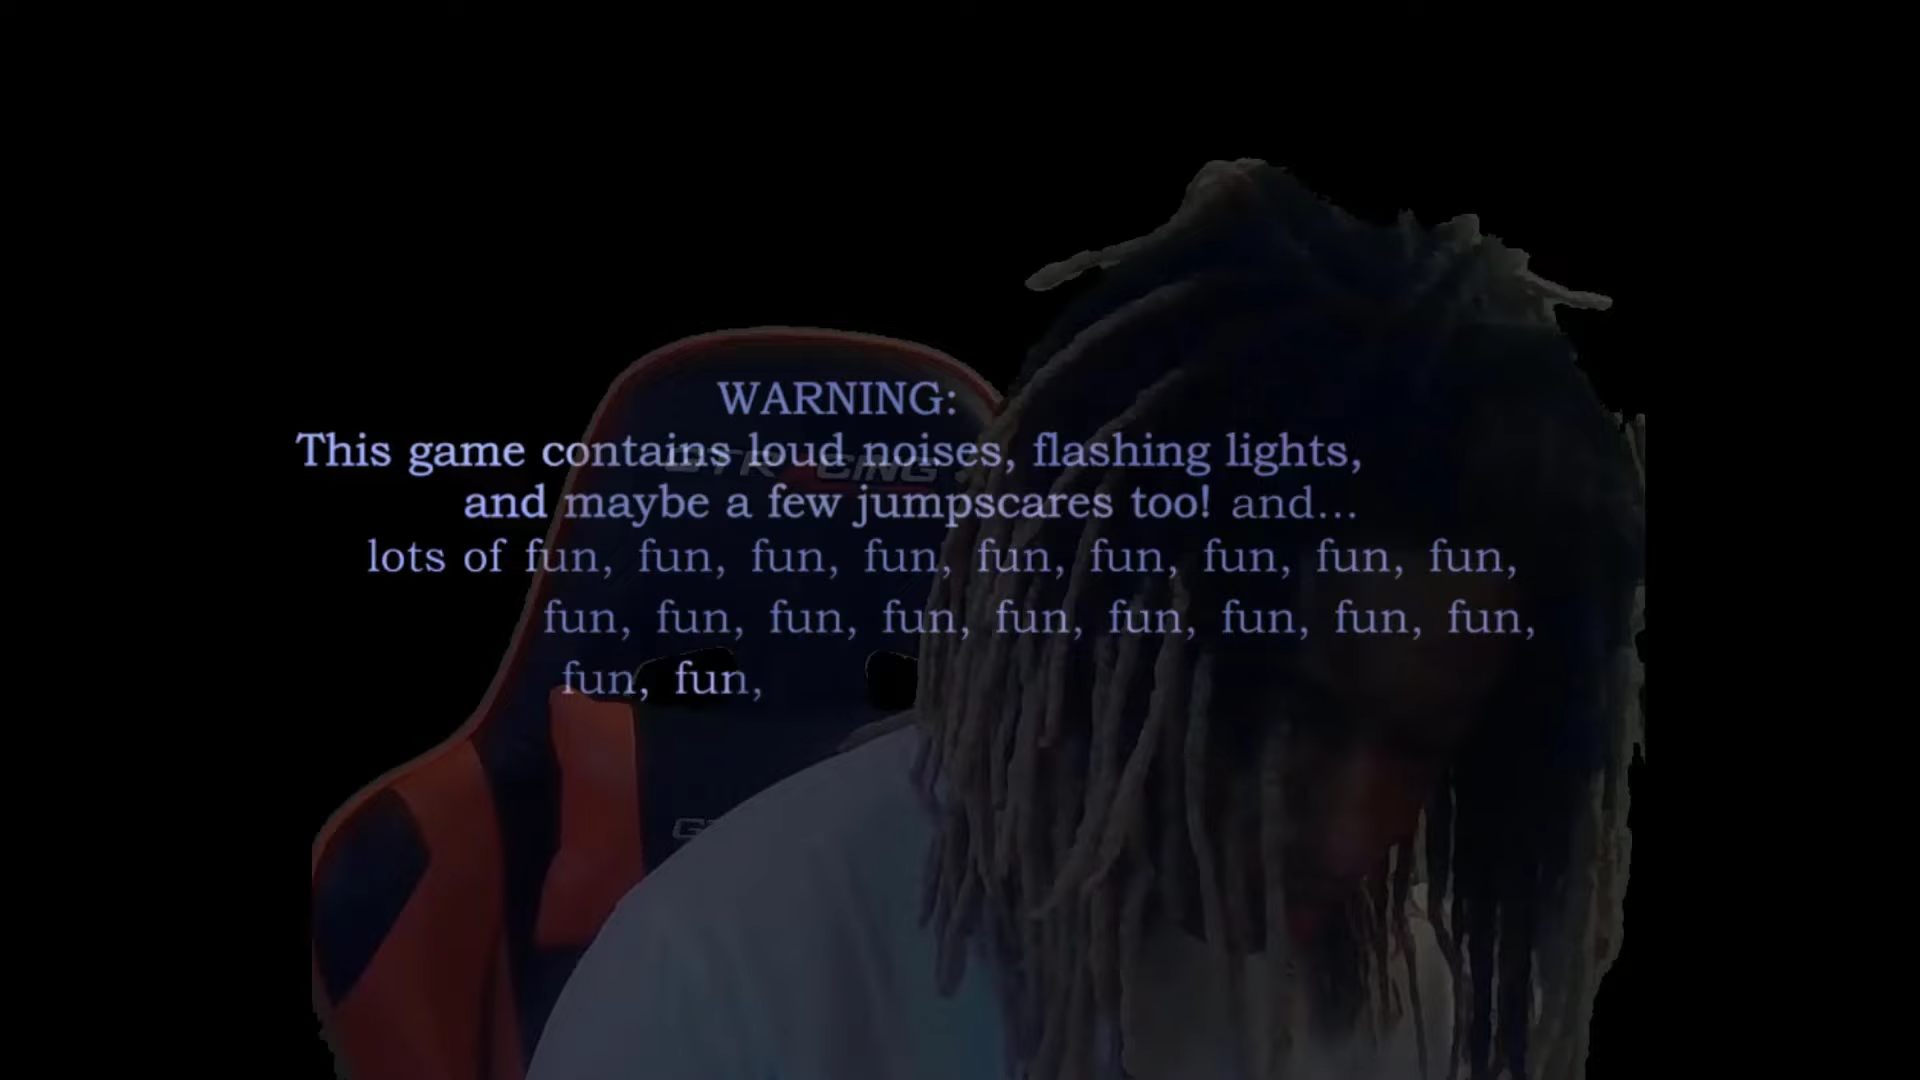 WARNING:
This game contains loud noises, flashing lights,
and maybe a few jumpscares too! and...
lots of fun, fun, fun, fun, fun, fun, fun, fun, fun,
fun, fun, fun, fun, fun, fun, fun, fun, fun,
fun, fun,